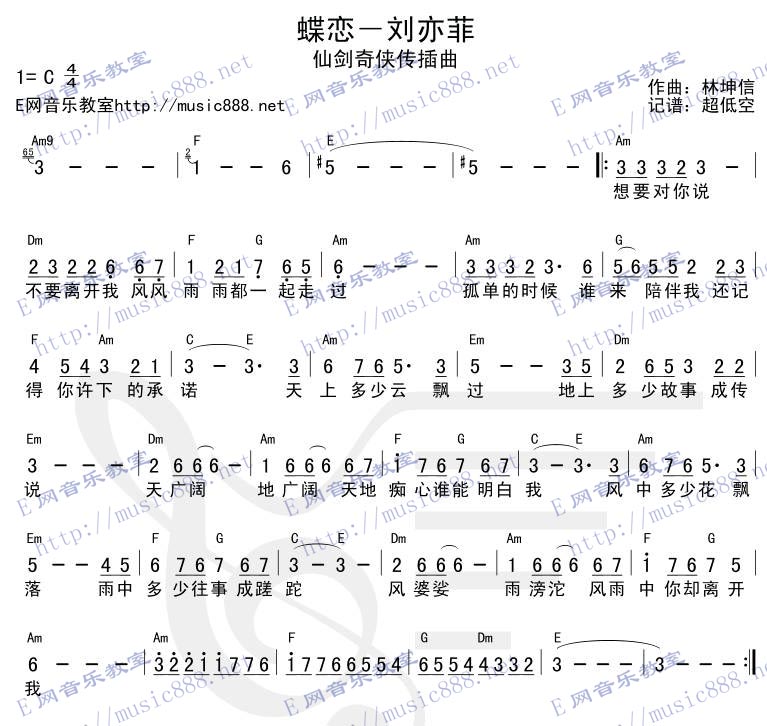 蝶恋－刘亦菲
仙剑奇侠传插曲
1= C 4/4
作曲：林坤信
E网音乐教室http://music888.net
记谱：超低空
Am9 F E Am
65 3 - - - | 2 1 - - 6 | #5 - - - | #5 - - - |: 3 3 3 2 3 - |
想要对你说
Dm F G Am Am G
2 3 2 2 6 6 7 | 1 2 1 7 6 5 | 6 - - - | 3 3 3 2 3· 6 | 5 6 5 5 2 2 3 |
不要离开我 风风 雨 雨都一 起走 过 孤单的时候 谁 来 陪伴我 还记
F Am C E Am Em Dm
4 5 4 3 2 1 | 3 - 3· 3 | 6 7 6 5· 3 | 5 - - 3 5 | 2 6 5 3 2 2 |
得 你许下 的承 诺 天 上 多少云 飘 过 地上 多 少故事 成传
Em Dm Am F G C E Am
3 - - - | 2 6 6 6 - | 1 6 6 6 6 7 | 1 7 6 7 6 7 | 3 - 3· 3 | 6 7 6 5· 3 |
说 天 广阔 地 广阔 天地 痴 心谁能 明白 我 风 中 多少花 飘
Em F G C E Dm Am F G
5 - - 4 5 | 6 7 6 7 6 7 | 3 - 3 - | 2 6 6 6 - | 1 6 6 6 6 7 | 1 7 6 7 5 |
落 雨中 多 少往事 成蹉 跎 风 婆娑 雨 滂沱 风雨 中 你却离 开
Am Am F G Dm E
6 - - - | 3 2 2 1 1 7 7 6 | 1 7 7 6 6 5 5 4 | 6 5 5 4 4 3 3 2 | 3 - - - | 3 - - - :|
我
E网音乐教室
http://music888.net